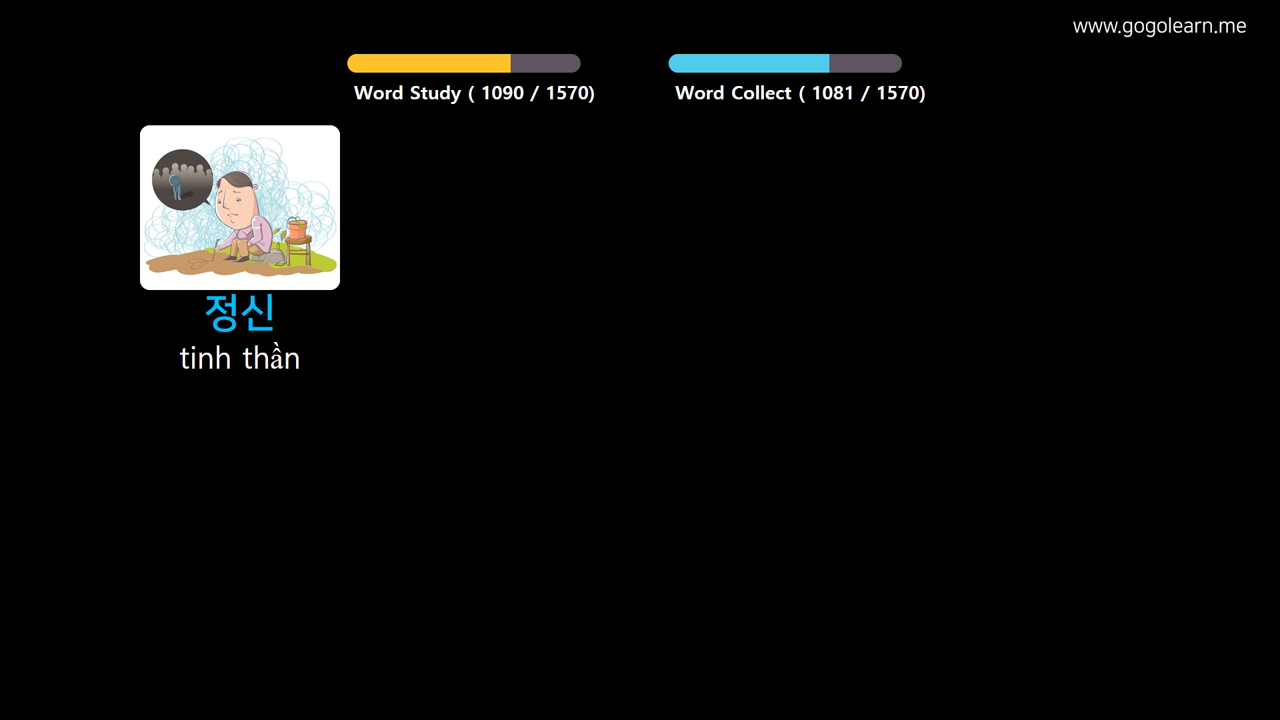 www.gogolearn.me
Word Study ( 1090 / 1570)
Word Collect ( 1081 / 1570)
정신
tinh thần